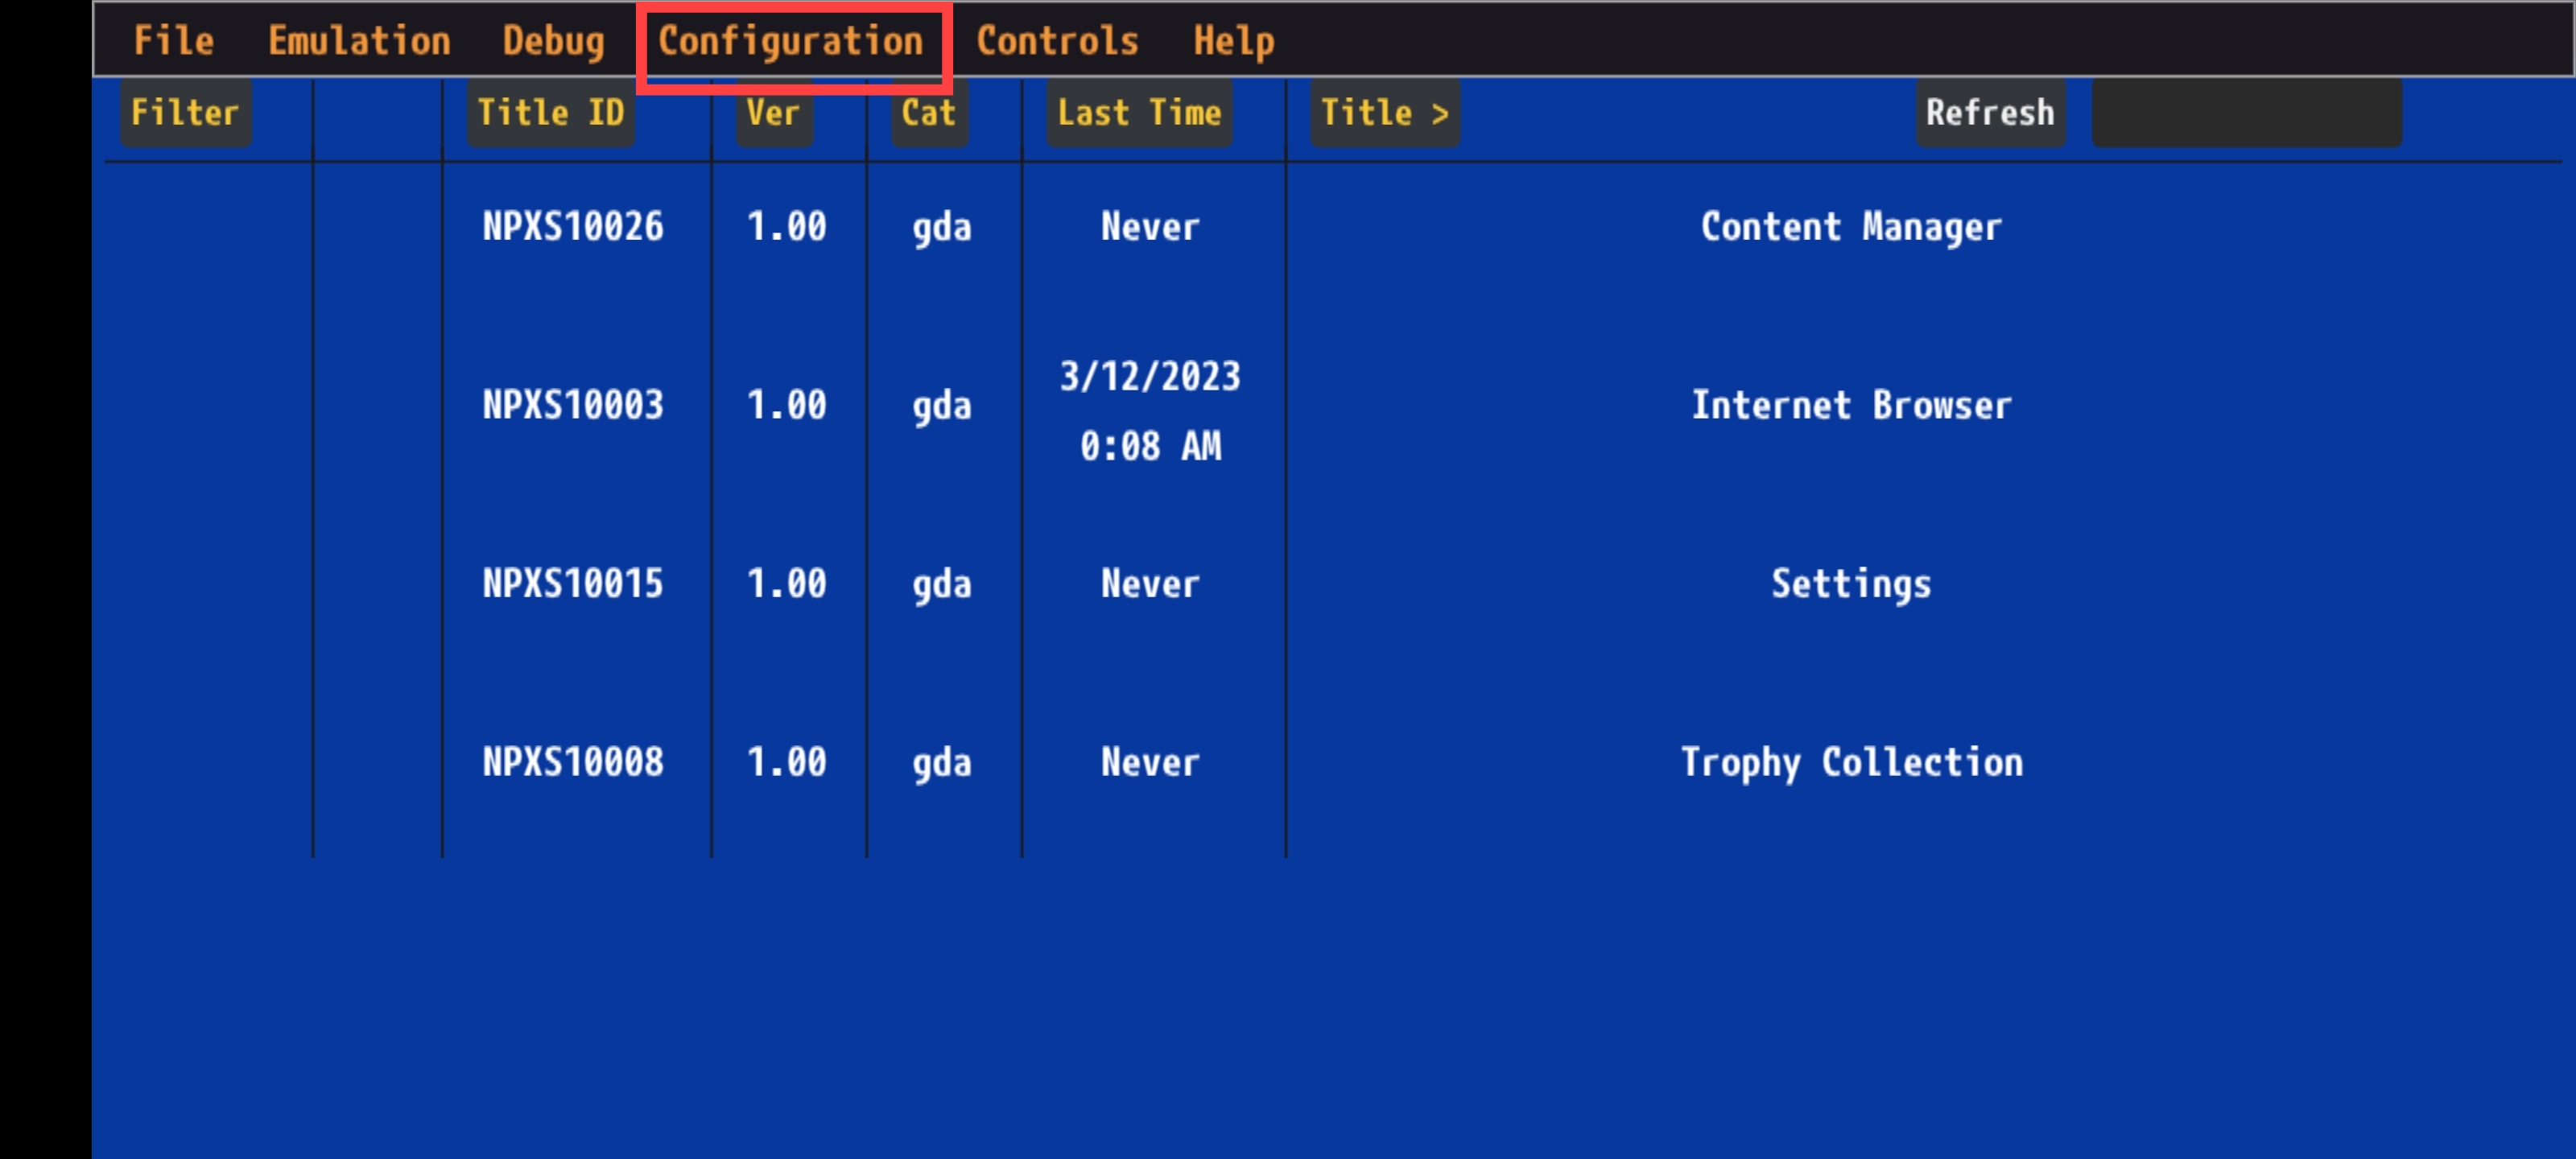 File Emulation Debug Configuration Controls Help
Filter Title ID Ver Cat Last Time Title > Refresh
NPXS10026 1.00 gda Never Content Manager
3/12/2023
NPXS10003 1.00 gda Internet Browser
0:08 AM
NPXS10015 1.00 gda Never Settings
NPXS10008 1.00 gda Never Trophy Collection